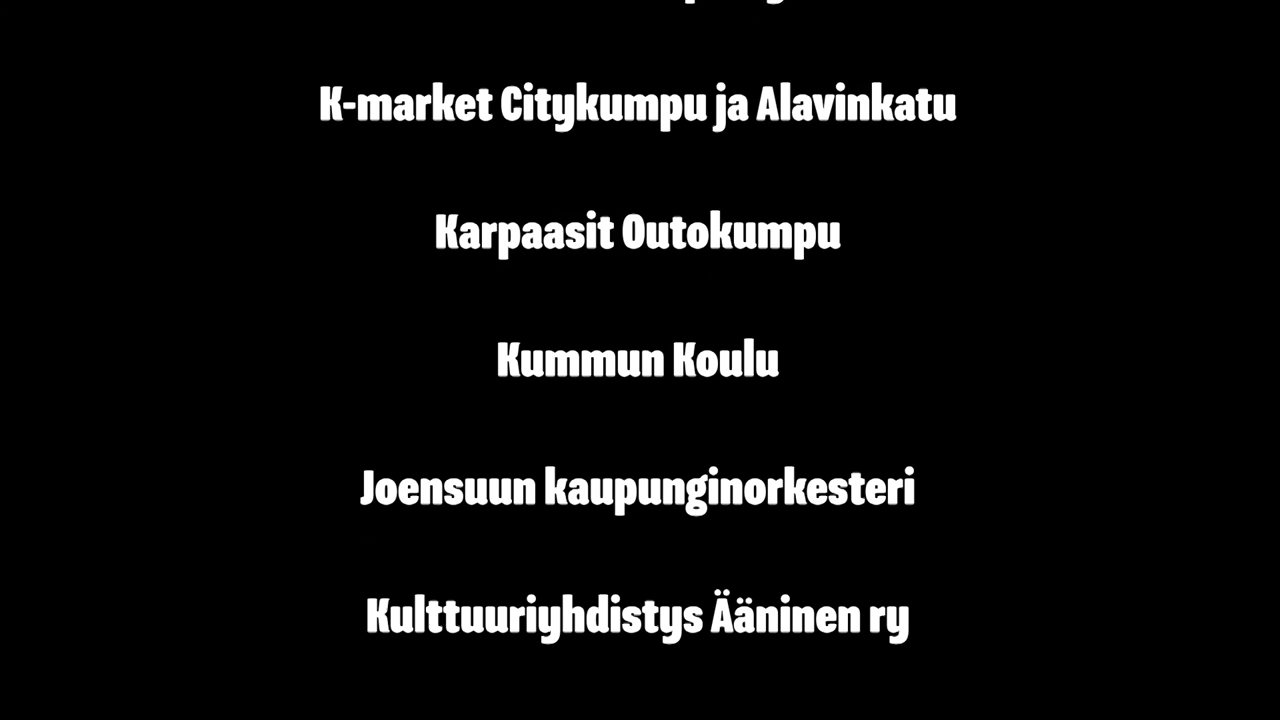 K-market Citykumpu ja Alavinkatu
Karpaasit Outokumpu
Kummun Koulu
Joensuun kaupunginorkesteri
Kulttuuriyhdistys Ääninen ry